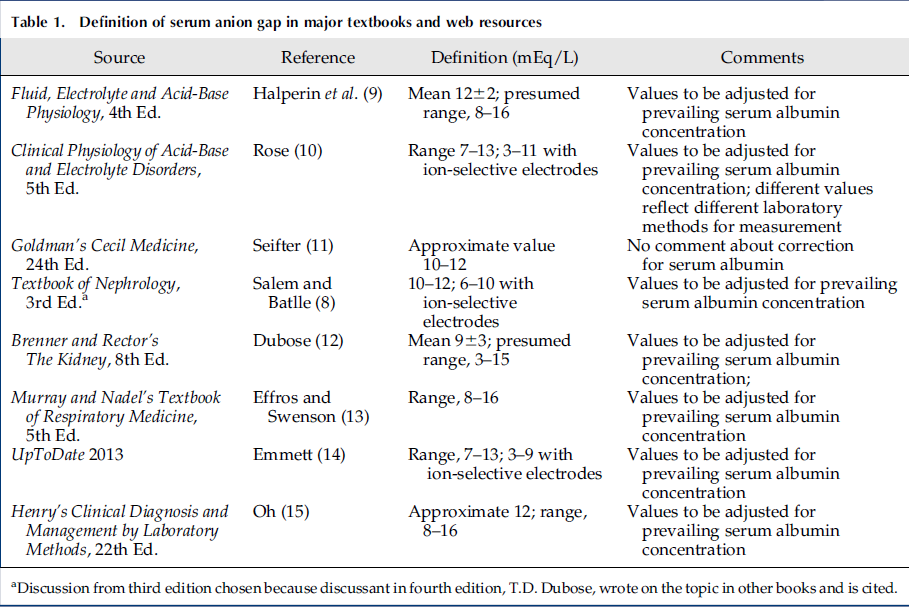 Table 1. Definition of serum anion gap in major textbooks and web resources
Source Reference Definition (mEq/L) Comments
Fluid, Electrolyte and Acid-Base Halperin et al. (9) Mean 12±2; presumed Values to be adjusted for
Physiology, 4th Ed. range, 8–16 prevailing serum albumin
concentration
Clinical Physiology of Acid-Base Rose (10) Range 7–13; 3–11 with Values to be adjusted for
and Electrolyte Disorders, ion-selective electrodes prevailing serum albumin
5th Ed. concentration; different values
reflect different laboratory
methods for measurement
Goldman's Cecil Medicine, Seifter (11) Approximate value No comment about correction
24th Ed. 10–12 for serum albumin
Textbook of Nephrology, Salem and 10–12; 6–10 with Values to be adjusted for prevailing
3rd Ed.a Batlle (8) ion-selective serum albumin concentration
electrodes
Brenner and Rector's Dubose (12) Mean 9±3; presumed Values to be adjusted for
The Kidney, 8th Ed. range, 3–15 prevailing serum albumin
concentration;
Murray and Nadel's Textbook Effros and Range, 8–16 Values to be adjusted for
of Respiratory Medicine, Swenson (13) prevailing serum albumin
5th Ed. concentration
UpToDate 2013 Emmett (14) Range, 7–13; 3–9 with Values to be adjusted for
ion-selective electrodes prevailing serum albumin
concentration
Henry's Clinical Diagnosis and Oh (15) Approximate 12; range, Values to be adjusted for
Management by Laboratory 8–16 prevailing serum albumin
Methods, 22th Ed. concentration
aDiscussion from third edition chosen because discussant in fourth edition, T.D. Dubose, wrote on the topic in other books and is cited.